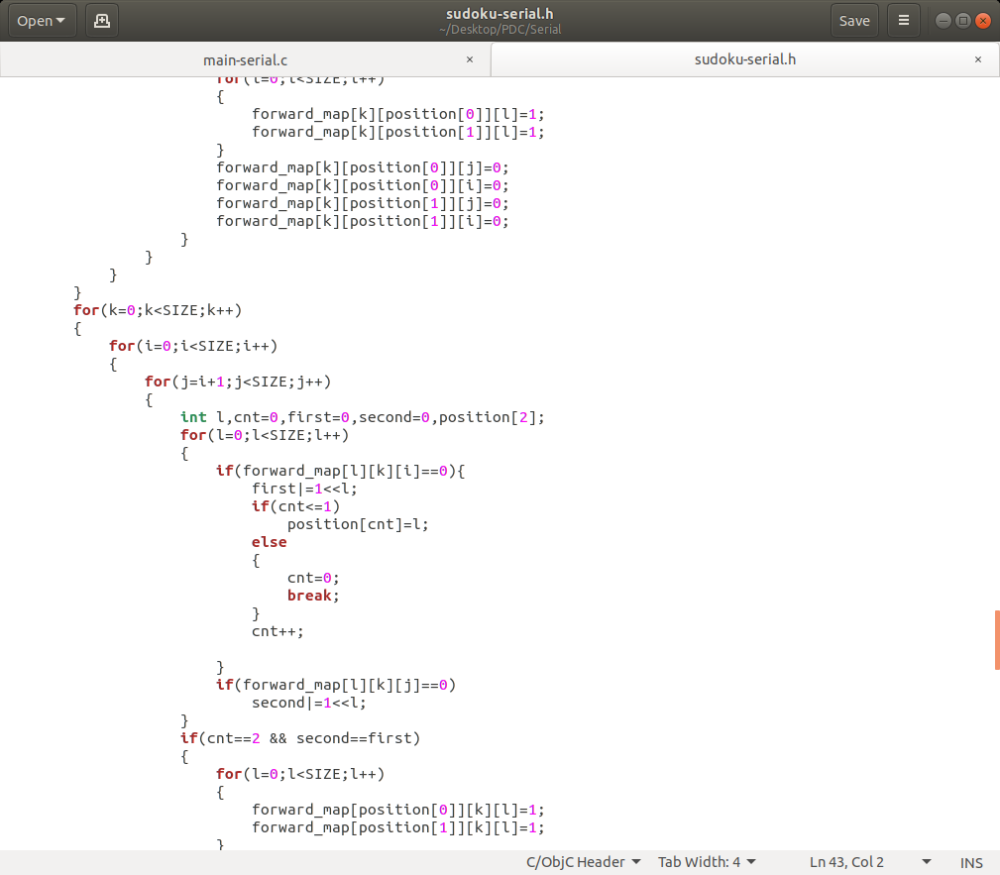 Open
sudoku-serial.h
~/Desktop/PDC/Serial
Save
main-serial.c ×
sudoku-serial.h ×
for(l=0;l<SIZE;l++)
{
forward_map[k][position[0]][l]=1;
forward_map[k][position[1]][l]=1;
}
forward_map[k][position[0]][j]=0;
forward_map[k][position[0]][i]=0;
forward_map[k][position[1]][j]=0;
forward_map[k][position[1]][i]=0;
}
}
}
}
for(k=0;k<SIZE;k++)
{
for(i=0;i<SIZE;i++)
{
for(j=i+1;j<SIZE;j++)
{
int l,cnt=0,first=0,second=0,position[2];
for(l=0;l<SIZE;l++)
{
if(forward_map[l][k][i]==0){
first|=1<<l;
if(cnt<=1)
position[cnt]=l;
else
{
cnt=0;
break;
}
cnt++;
}
if(forward_map[l][k][j]==0)
second|=1<<l;
}
if(cnt==2 && second==first)
{
for(l=0;l<SIZE;l++)
{
forward_map[position[0]][k][l]=1;
forward_map[position[1]][k][l]=1;
}
C/ObjC Header Tab Width: 4 Ln 43, Col 2 INS